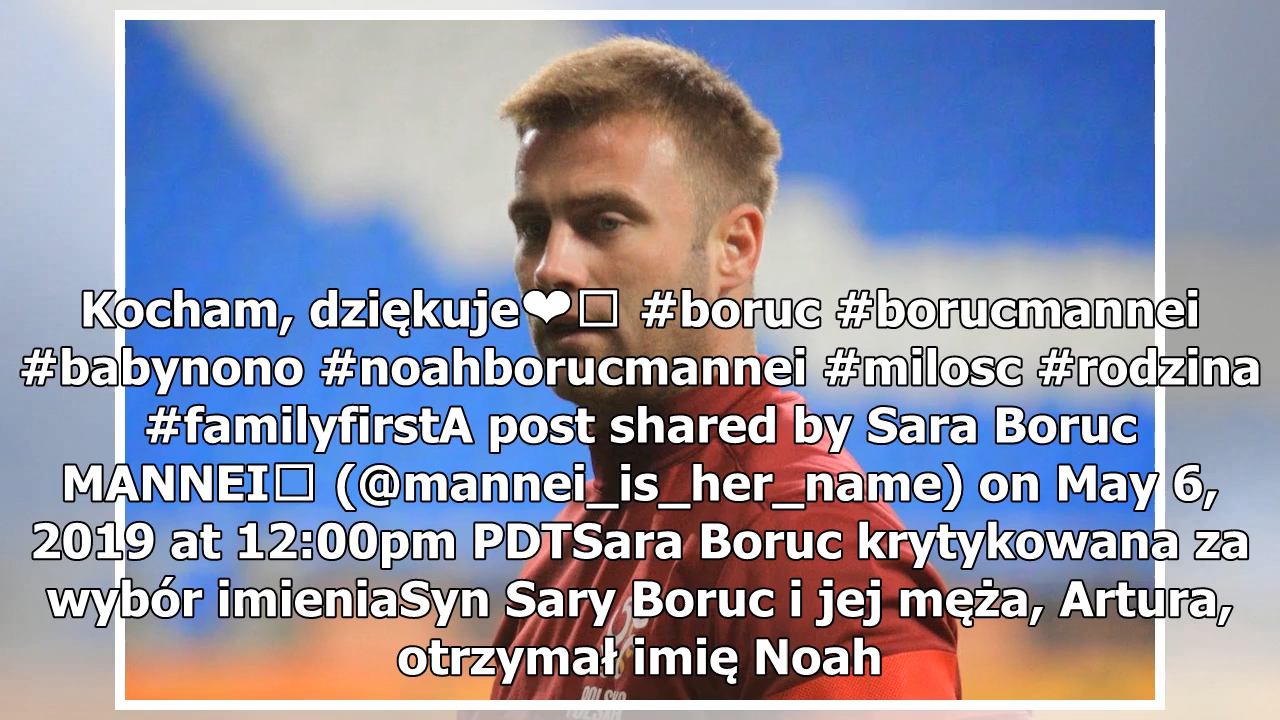 Kocham, dziękuje❤□ #boruc #borucmannei
#babynono #noahborucmannei #milosc #rodzina
#familyfirstA post shared by Sara Boruc
MANNEI□ (@mannei_is_her_name) on May 6,
2019 at 12:00pm PDTSara Boruc krytykowana za
wybór imieniaSyn Sary Boruc i jej męża, Artura,
otrzymał imię Noah
POLSKA